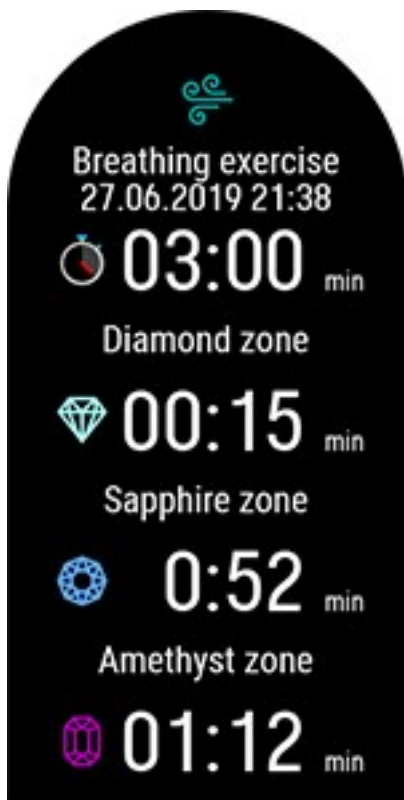 Breathing exercise
27.06.2019 21:38
03:00 min
Diamond zone
00:15 min
Sapphire zone
0:52 min
Amethyst zone
01:12 min